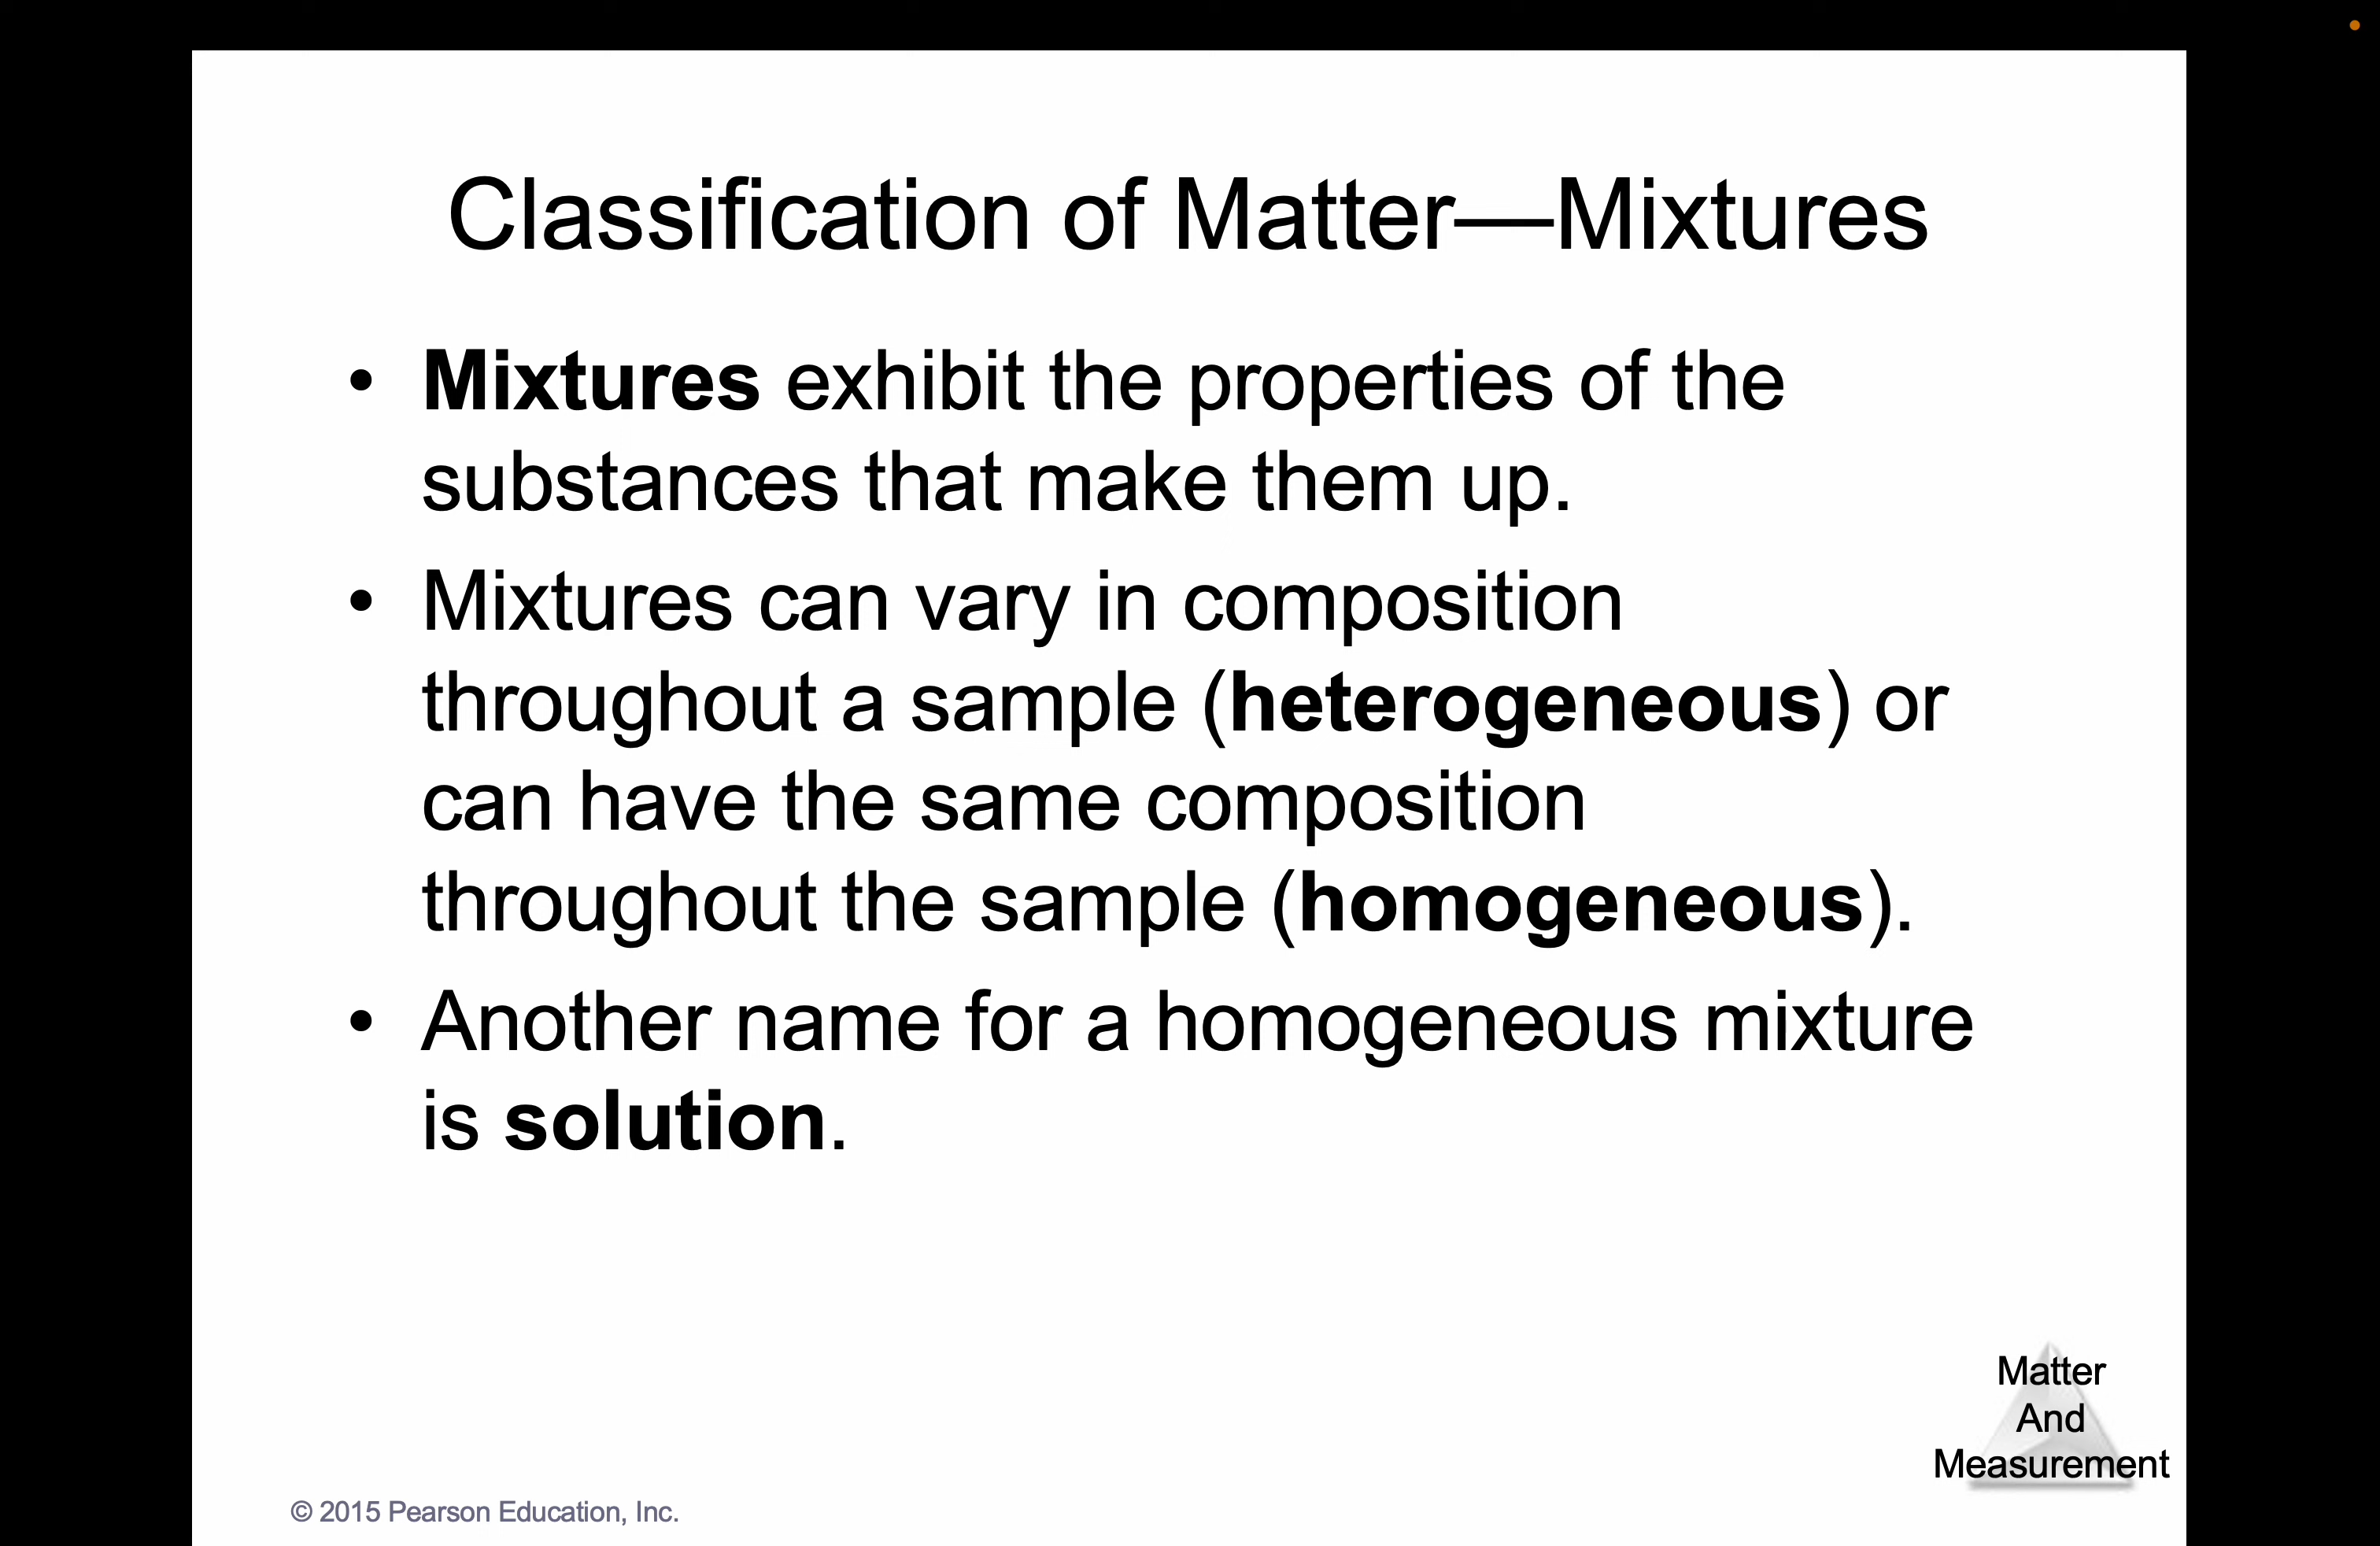 Classification of Matter—Mixtures
• Mixtures exhibit the properties of the
substances that make them up.
• Mixtures can vary in composition
throughout a sample (heterogeneous) or
can have the same composition
throughout the sample (homogeneous).
• Another name for a homogeneous mixture
is solution.
Matter
And
Measurement
© 2015 Pearson Education, Inc.